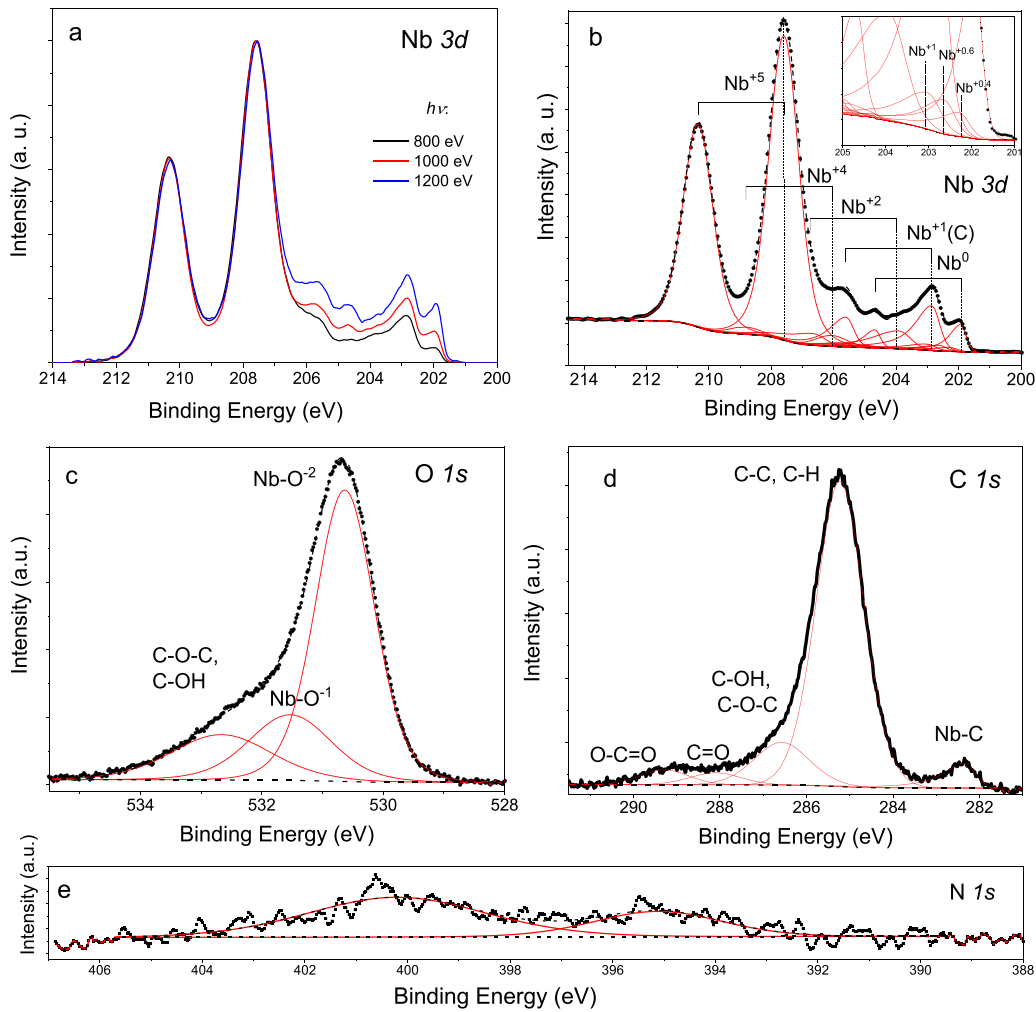 a
Nb 3d
hν:
800 eV
1000 eV
1200 eV
Intensity (a. u.)
214 212 210 208 206 204 202 200
Binding Energy (eV)
b
Nb+5
Nb+4
Nb+2
Nb+1(C)
Nb0
Nb+1
Nb+0.6
Nb+0.4
205 204 203 202 201
Nb 3d
Intensity (a. u.)
214 212 210 208 206 204 202 200
Binding Energy (eV)
c
O 1s
Nb-O-2
C-O-C,
C-OH
Nb-O-1
Intensity (a.u.)
534 532 530 528
Binding Energy (eV)
d
C 1s
C-C, C-H
C-OH,
C-O-C
O-C=O
C=O
Nb-C
Intensity (a.u.)
290 288 286 284 282
Binding Energy (eV)
e
N 1s
Intensity (a.u.)
406 404 402 400 398 396 394 392 390 388
Binding Energy (eV)